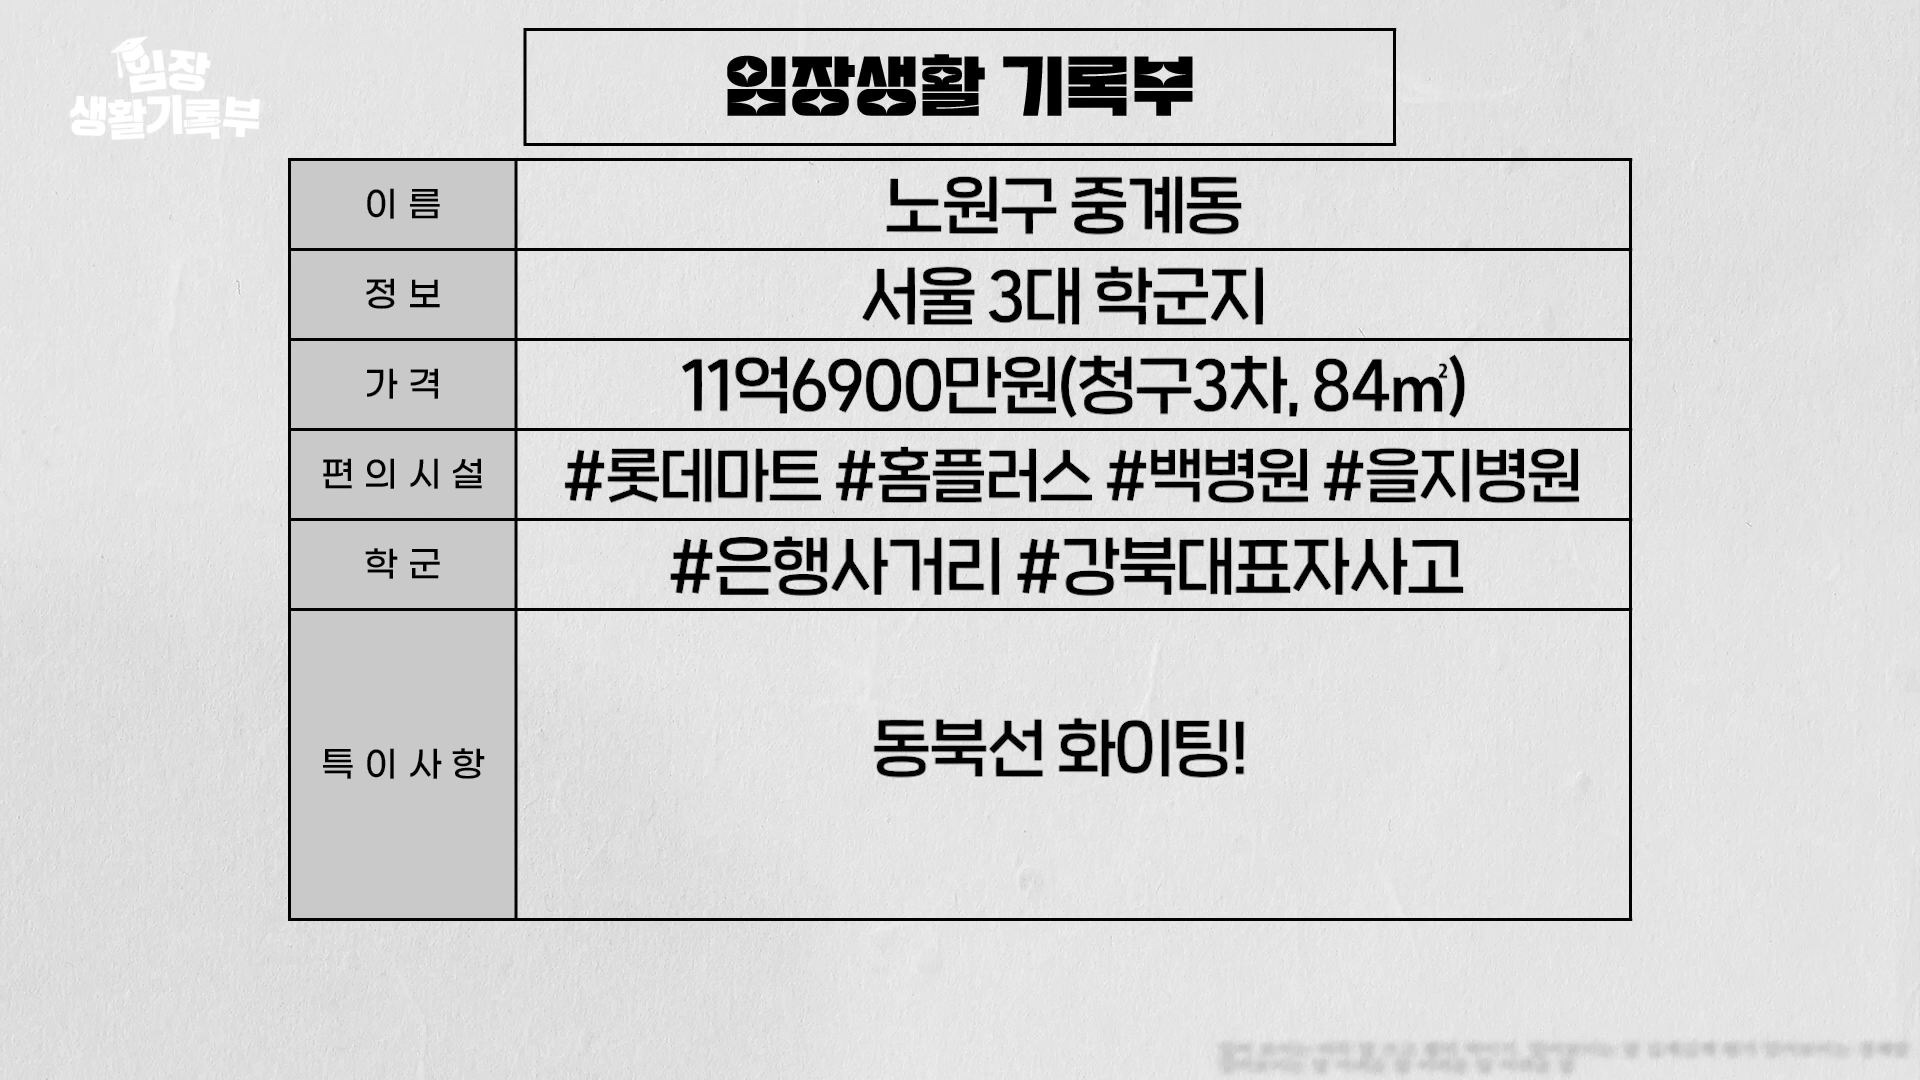 임장
생활기록부
임장생활 기록부
이름 노원구 중계동
정보 서울 3대 학군지
가격 11억6900만원(청구3차, 84㎡)
편의시설 #롯데마트 #홈플러스 #백병원 #을지병원
학군 #은행사거리 #강북대표자사고
특이사항 동북선 화이팅!